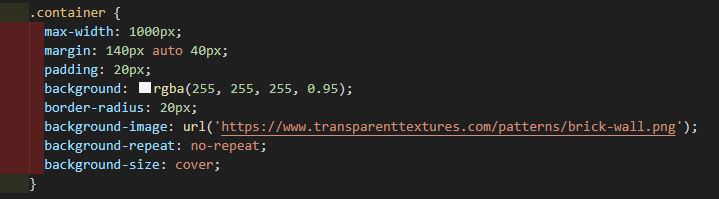 .container {
max-width: 1000px;
margin: 140px auto 40px;
padding: 20px;
background: rgba(255, 255, 255, 0.95);
border-radius: 20px;
background-image: url('https://www.transparenttextures.com/patterns/brick-wall.png');
background-repeat: no-repeat;
background-size: cover;
}